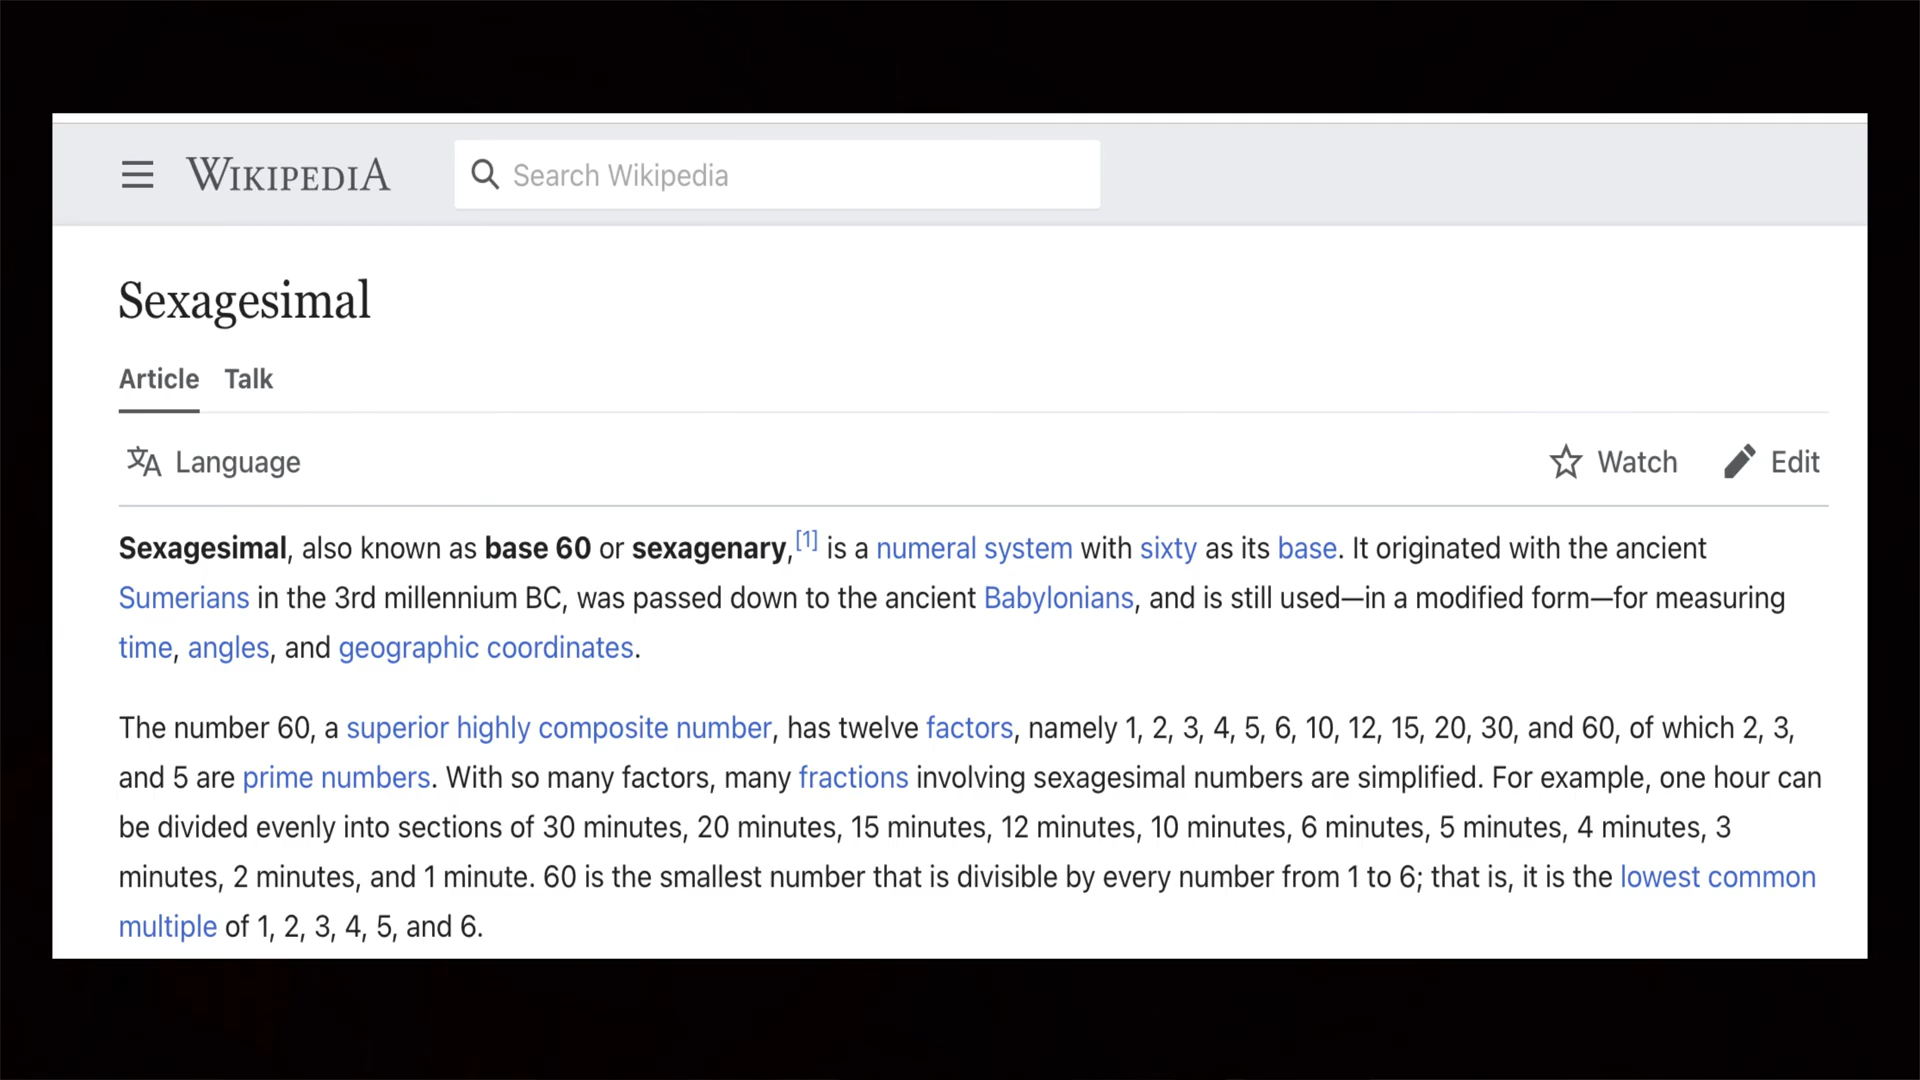 WIKIPEDIA
Search Wikipedia
Sexagesimal
Article Talk
文A Language Watch Edit
Sexagesimal, also known as base 60 or sexagenary,[1] is a numeral system with sixty as its base. It originated with the ancient
Sumerians in the 3rd millennium BC, was passed down to the ancient Babylonians, and is still used—in a modified form—for measuring
time, angles, and geographic coordinates.
The number 60, a superior highly composite number, has twelve factors, namely 1, 2, 3, 4, 5, 6, 10, 12, 15, 20, 30, and 60, of which 2, 3,
and 5 are prime numbers. With so many factors, many fractions involving sexagesimal numbers are simplified. For example, one hour can
be divided evenly into sections of 30 minutes, 20 minutes, 15 minutes, 12 minutes, 10 minutes, 6 minutes, 5 minutes, 4 minutes, 3
minutes, 2 minutes, and 1 minute. 60 is the smallest number that is divisible by every number from 1 to 6; that is, it is the lowest common
multiple of 1, 2, 3, 4, 5, and 6.